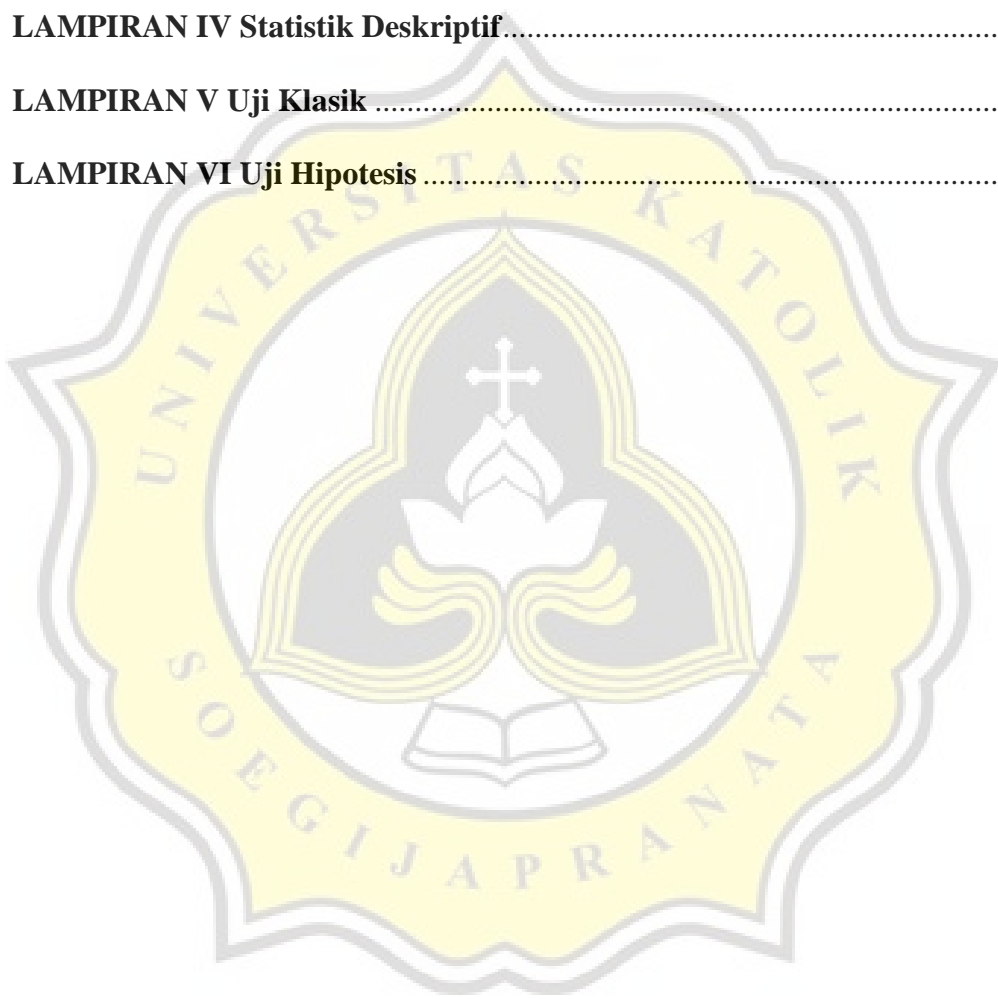 LAMPIRAN IV Statistik Deskriptif........................................................
LAMPIRAN V Uji Klasik ........................................................................
LAMPIRAN VI Uji Hipotesis ..................................................................
UNIVERSITAS KATOLIK
SOEGIJAPRANATA